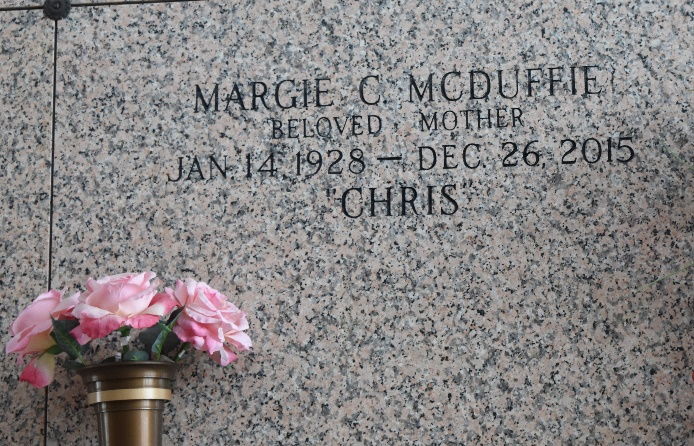 MARGIE C. MCDUFFIE
BELOVED MOTHER
JAN 14, 1928 — DEC. 26, 2015
"CHRIS"